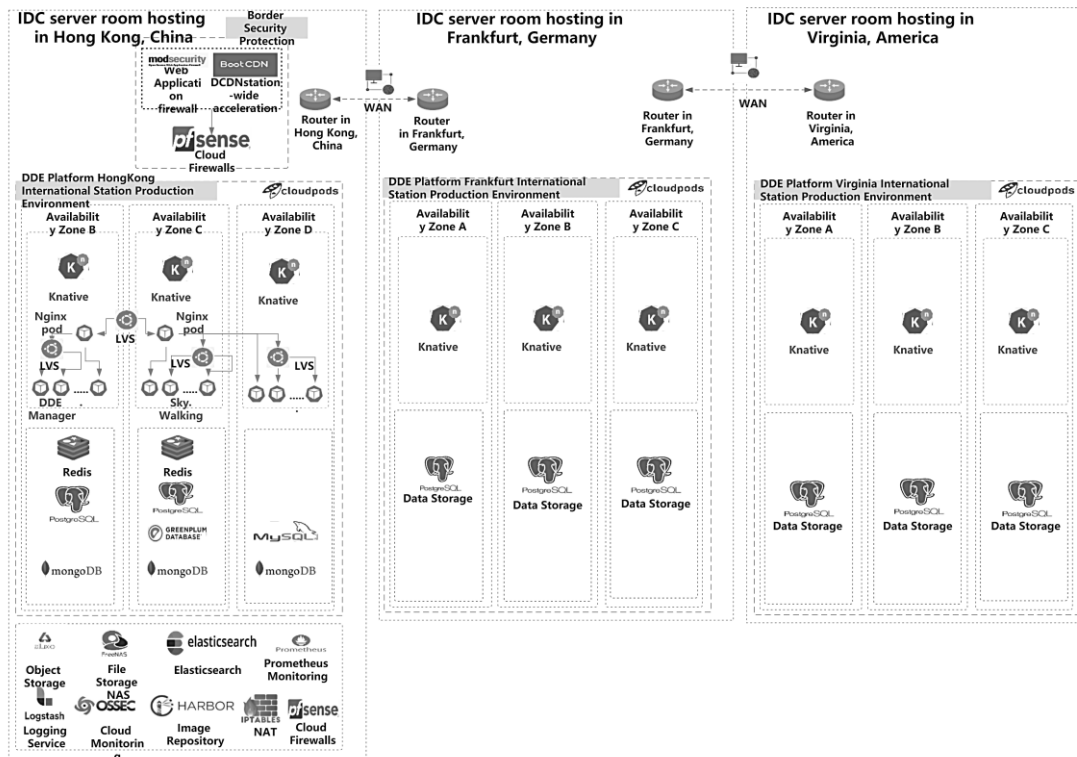 IDC server room hosting
in Hong Kong, China
Border
Security
Protection
modsecurity
Web
Applicati
on
firewall
BootCDN
DCDNstation
-wide
acceleration
pfsense
Cloud
Firewalls
Router in
Hong Kong,
China
WAN
IDC server room hosting in
Frankfurt, Germany
Router
in Frankfurt,
Germany
Router in
Frankfurt,
Germany
WAN
IDC server room hosting in
Virginia, America
Router in
Virginia,
America
DDE Platform HongKong
International Station Production
Environment
cloudpods
Availabilit
y Zone B
Availabilit
y Zone C
Availabilit
y Zone D
Knative
Knative
Knative
Nginx
pod
LVS
Nginx
pod
LVS
LVS
.....
.....
.....
DDE
Manager
Sky.
Walking
Redis
PostgreSQL
mongoDB
Redis
PostgreSQL
GREENPLUM
DATABASE
mongoDB
MySQL
mongoDB
DDE Platform Frankfurt International
Station Production Environment
cloudpods
Availabilit
y Zone A
Availabilit
y Zone B
Availabilit
y Zone C
Knative
Knative
Knative
PostgreSQL
Data Storage
PostgreSQL
Data Storage
PostgreSQL
Data Storage
DDE Platform Virginia International
Station Production Environment
cloudpods
Availabilit
y Zone A
Availabilit
y Zone B
Availabilit
y Zone C
Knative
Knative
Knative
PostgreSQL
Data Storage
PostgreSQL
Data Storage
PostgreSQL
Data Storage
Object
Storage
FreeNAS
File
Storage
NAS
elasticsearch
Elasticsearch
Prometheus
Prometheus
Monitoring
Logstash
Logging
Service
OSSEC
Cloud
Monitorin
g
HARBOR
Image
Repository
IPTABLES
NAT
pfsense
Cloud
Firewalls